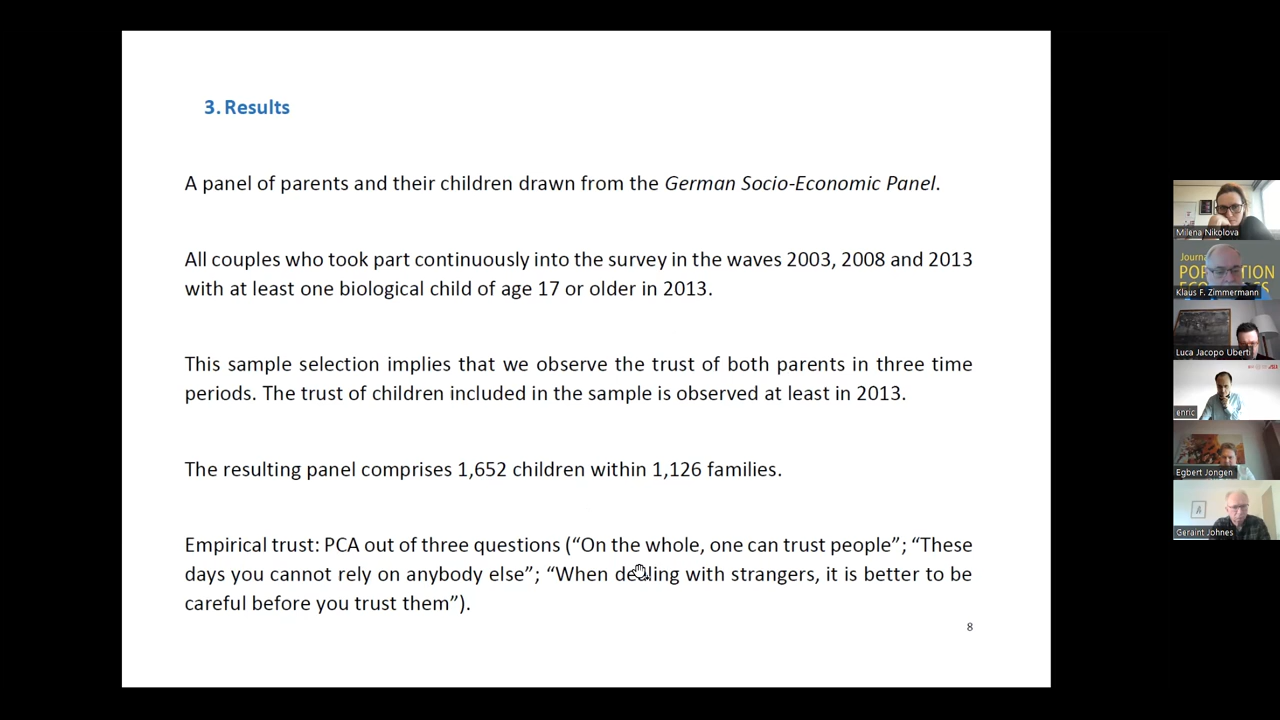 3. Results
A panel of parents and their children drawn from the German Socio-Economic Panel.
All couples who took part continuously into the survey in the waves 2003, 2008 and 2013
with at least one biological child of age 17 or older in 2013.
This sample selection implies that we observe the trust of both parents in three time
periods. The trust of children included in the sample is observed at least in 2013.
The resulting panel comprises 1,652 children within 1,126 families.
Empirical trust: PCA out of three questions (“On the whole, one can trust people”; “These
days you cannot rely on anybody else”; “When dealing with strangers, it is better to be
careful before you trust them”).
8
Milena Nikolova
Journa
Klaus F. Zimmermann
Luca Jacopo Uberti
enric
Egbert Jongen
Geraint Johnes